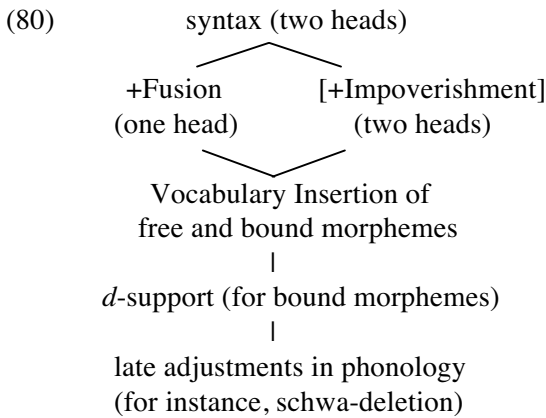 (80) syntax (two heads)
+Fusion [+Impoverishment]
(one head) (two heads)
Vocabulary Insertion of
free and bound morphemes
d-support (for bound morphemes)
late adjustments in phonology
(for instance, schwa-deletion)